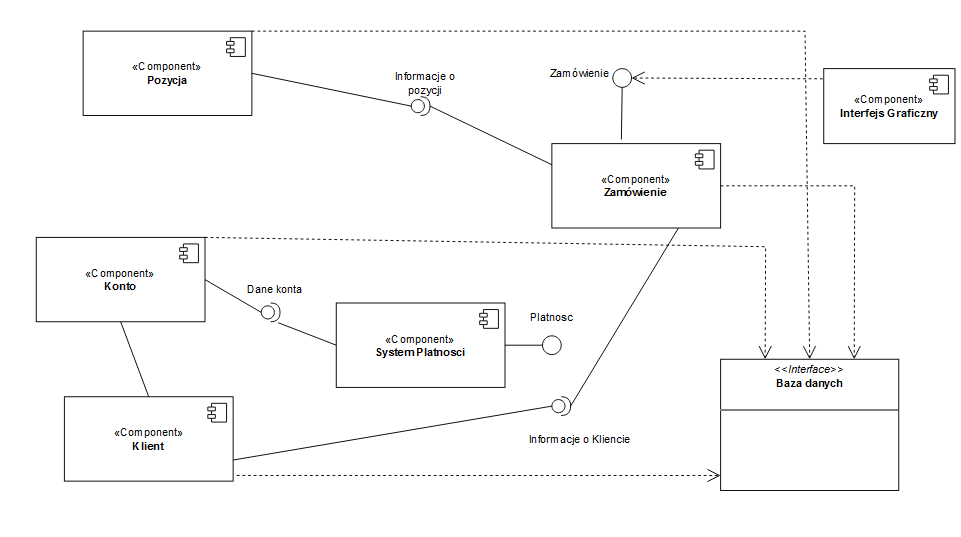 «Component»
Pozycja
Informacje o
pozycji
Zamówienie
«Component»
Interfejs Graficzny
«Component»
Zamówienie
«Component»
Konto
Dane konta
«Component»
System Platnosci
Platnosc
<<Interface>>
Baza danych
«Component»
Klient
Informacje o Kliencie